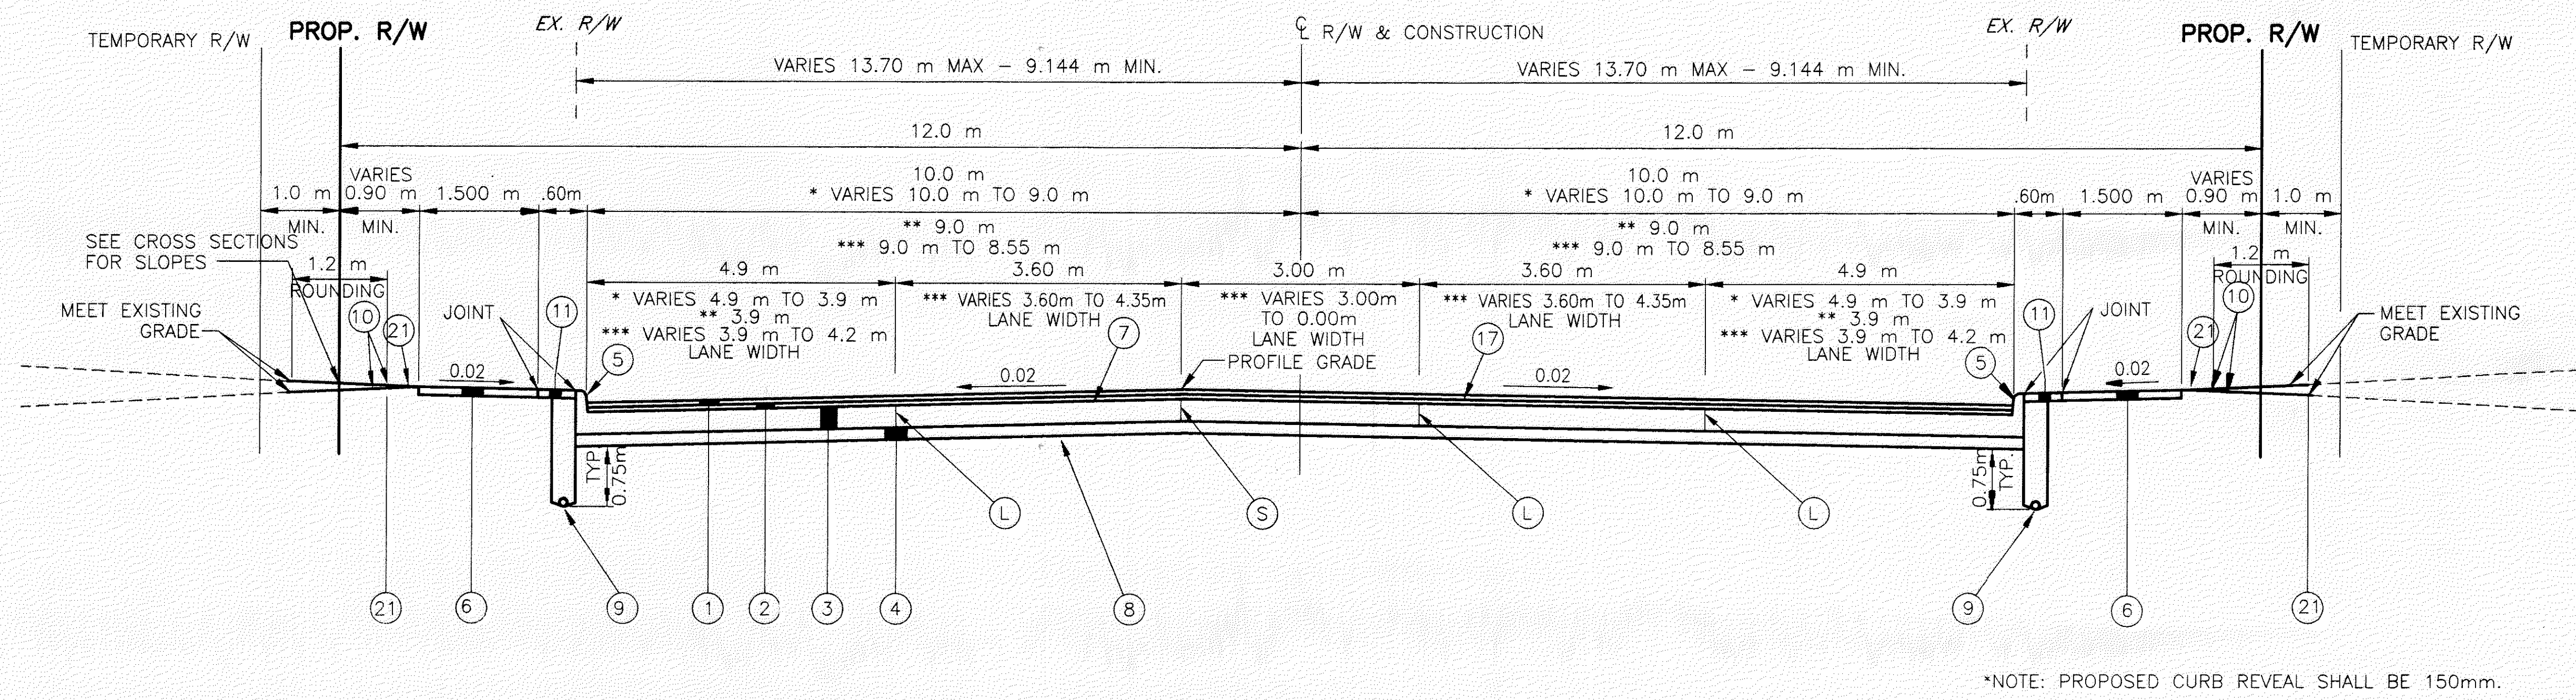 TEMPORARY R/W
PROP. R/W
EX. R/W
℄ R/W & CONSTRUCTION
EX. R/W
PROP. R/W
TEMPORARY R/W
VARIES 13.70 m MAX – 9.144 m MIN.
VARIES 13.70 m MAX – 9.144 m MIN.
12.0 m
12.0 m
1.0 m
MIN.
VARIES
0.90 m
MIN.
1.500 m
.60m
10.0 m
* VARIES 10.0 m TO 9.0 m
** 9.0 m
*** 9.0 m TO 8.55 m
10.0 m
* VARIES 10.0 m TO 9.0 m
** 9.0 m
*** 9.0 m TO 8.55 m
.60m
1.500 m
VARIES
0.90 m
MIN.
1.0 m
MIN.
SEE CROSS SECTIONS
FOR SLOPES
1.2 m
ROUNDING
MEET EXISTING
GRADE
10
21
JOINT
11
5
4.9 m
* VARIES 4.9 m TO 3.9 m
** 3.9 m
*** VARIES 3.9 m TO 4.2 m
LANE WIDTH
3.60 m
*** VARIES 3.60m TO 4.35m
LANE WIDTH
7
3.00 m
*** VARIES 3.00m
TO 0.00m
LANE WIDTH
PROFILE GRADE
3.60 m
*** VARIES 3.60m TO 4.35m
LANE WIDTH
17
4.9 m
* VARIES 4.9 m TO 3.9 m
** 3.9 m
*** VARIES 3.9 m TO 4.2 m
LANE WIDTH
5
11
JOINT
21
10
1.2 m
ROUNDING
MEET EXISTING
GRADE
0.02
0.02
0.02
0.02
TYP.
0.75m
L
S
L
L
0.75m
TYP.
21
6
9
1
2
3
4
8
9
6
21
*NOTE: PROPOSED CURB REVEAL SHALL BE 150mm.